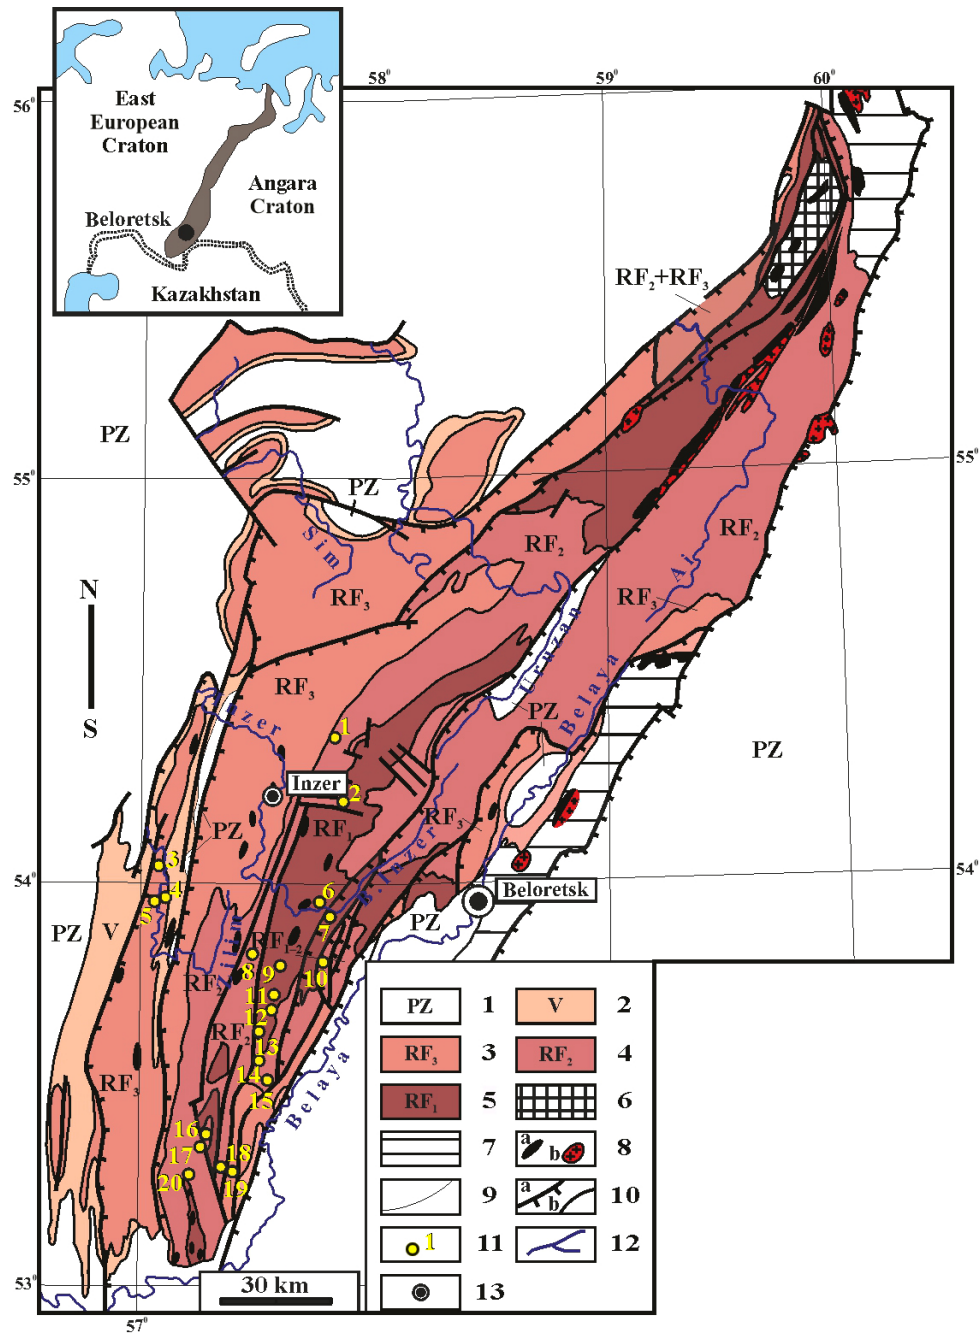 58°
59°
60°
56°
East
European
Craton
Angara
Craton
Beloretsk
Kazakhstan
RF₂+RF₃
PZ
55°
55°
PZ
Sim
RF₂
RF₂
Ai
N
S
RF₃
RF₃
RF₃
Uruzan
Inzer
Belaya
PZ
PZ
1
Inzer
2
RF₁
RF₃
PZ
B.Inzer
3
54°
54°
4
5
6
Beloretsk
PZ
V
7
PZ
Zilim
RF₁₋₂
8
9
10
RF₂
11
12
RF₂
13
14
15
Belaya
RF₃
16
17
18
19
20
53°
57°
30 km
PZ 1
V 2
RF₃ 3
RF₂ 4
RF₁ 5
6
7
a b 8
9
a b 10
1 11
12
13